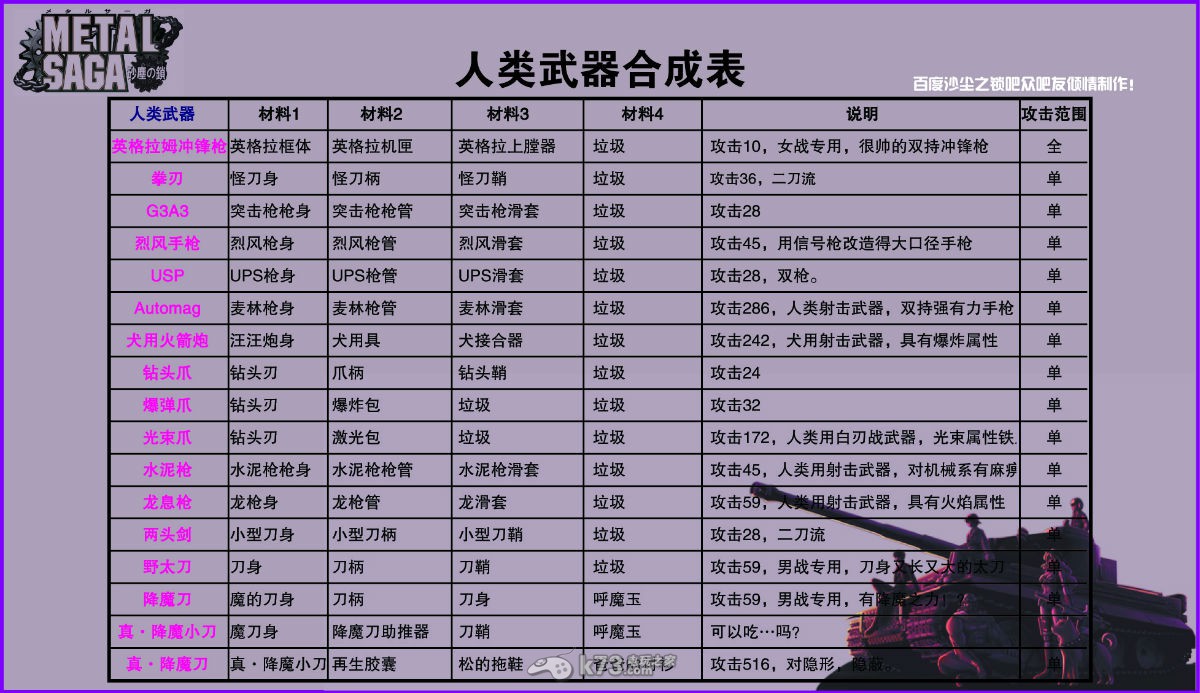 メタルサーガ
METAL
SAGA 砂塵の鎖
人类武器合成表
百度沙尘之锁吧众吧友倾情制作!
人类武器 材料1 材料2 材料3 材料4 说明 攻击范围
英格拉姆冲锋枪 英格拉框体 英格拉机匣 英格拉上膛器 垃圾 攻击10，女战专用，很帅的双持冲锋枪 全
拳刃 怪刀身 怪刀柄 怪刀鞘 垃圾 攻击36，二刀流 单
G3A3 突击枪枪身 突击枪枪管 突击枪滑套 垃圾 攻击28 单
烈风手枪 烈风枪身 烈风枪管 烈风滑套 垃圾 攻击45，用信号枪改造得大口径手枪 单
USP UPS枪身 UPS枪管 UPS滑套 垃圾 攻击28，双枪。 单
Automag 麦林枪身 麦林枪管 麦林滑套 垃圾 攻击286，人类射击武器，双持强有力手枪 单
犬用火箭炮 汪汪炮身 犬用具 犬接合器 垃圾 攻击242，犬用射击武器，具有爆炸属性 单
钻头爪 钻头刃 爪柄 钻头鞘 垃圾 攻击24 单
爆弹爪 钻头刃 爆炸包 垃圾 垃圾 攻击32 单
光束爪 钻头刃 激光包 垃圾 垃圾 攻击172，人类用白刃战武器，光束属性铁. 单
水泥枪 水泥枪枪身 水泥枪枪管 水泥枪滑套 垃圾 攻击45，人类用射击武器，对机械系有麻痹 单
龙息枪 龙枪身 龙枪管 龙滑套 垃圾 攻击59，人类用射击武器，具有火焰属性 单
两头剑 小型刀身 小型刀柄 小型刀鞘 垃圾 攻击28，二刀流 单
野太刀 刀身 刀柄 刀鞘 垃圾 攻击59，男战专用，刀身又长又大的太刀 单
降魔刀 魔的刀身 刀柄 刀身 呼魔玉 攻击59，男战专用，有降魔之力！？ 单
真·降魔小刀 魔刀身 降魔刀助推器 刀鞘 呼魔玉 可以吃…吗? 单
真·降魔刀 真·降魔小刀 再生胶囊 松的拖鞋 攻击516，对隐形，隐蔽。 单
k73.com